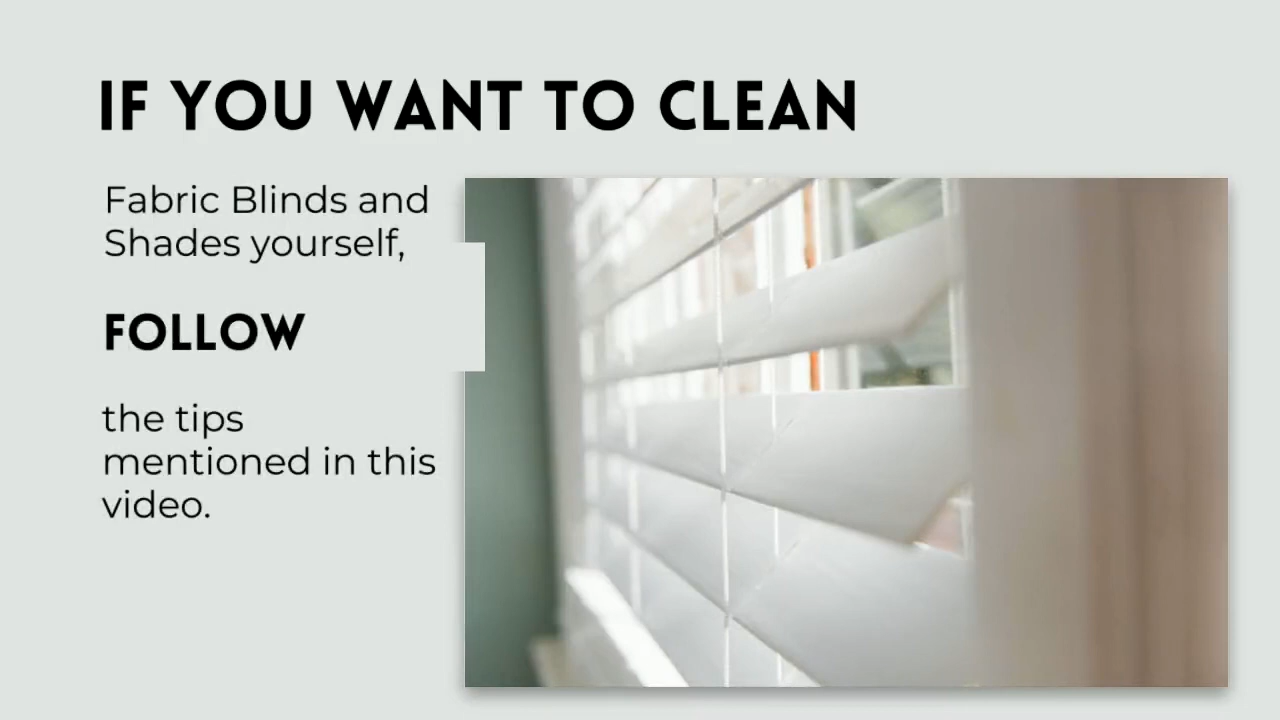 IF YOU WANT TO CLEAN
Fabric Blinds and
Shades yourself,
FOLLOW
the tips
mentioned in this
video.